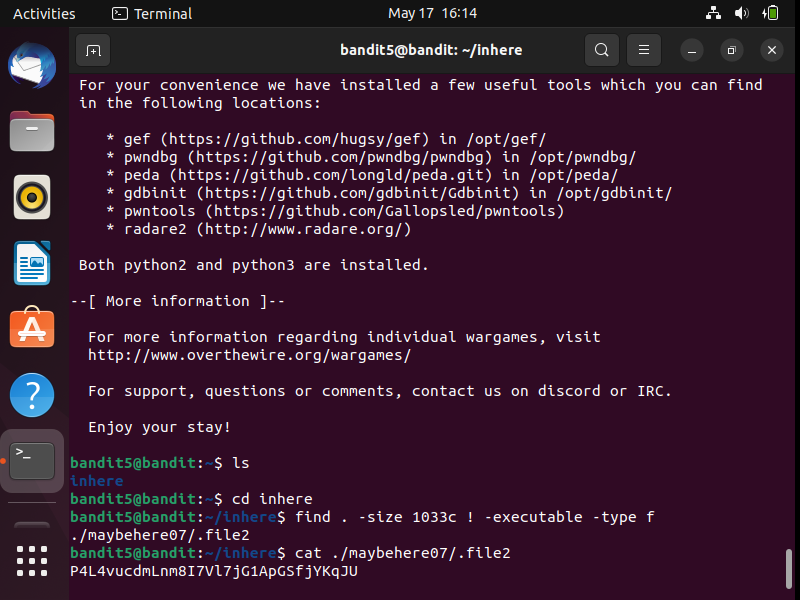 Activities Terminal May 17 16:14
bandit5@bandit: ~/inhere
For your convenience we have installed a few useful tools which you can find
in the following locations:
* gef (https://github.com/hugsy/gef) in /opt/gef/
* pwndbg (https://github.com/pwndbg/pwndbg) in /opt/pwndbg/
* peda (https://github.com/longld/peda.git) in /opt/peda/
* gdbinit (https://github.com/gdbinit/Gdbinit) in /opt/gdbinit/
* pwntools (https://github.com/Gallopsled/pwntools)
* radare2 (http://www.radare.org/)
Both python2 and python3 are installed.
--[ More information ]--
For more information regarding individual wargames, visit
http://www.overthewire.org/wargames/
For support, questions or comments, contact us on discord or IRC.
Enjoy your stay!
bandit5@bandit:~$ ls
inhere
bandit5@bandit:~$ cd inhere
bandit5@bandit:~/inhere$ find . -size 1033c ! -executable -type f
./maybehere07/.file2
bandit5@bandit:~/inhere$ cat ./maybehere07/.file2
P4L4vucdmLnm8I7Vl7jG1ApGSfjYKqJU